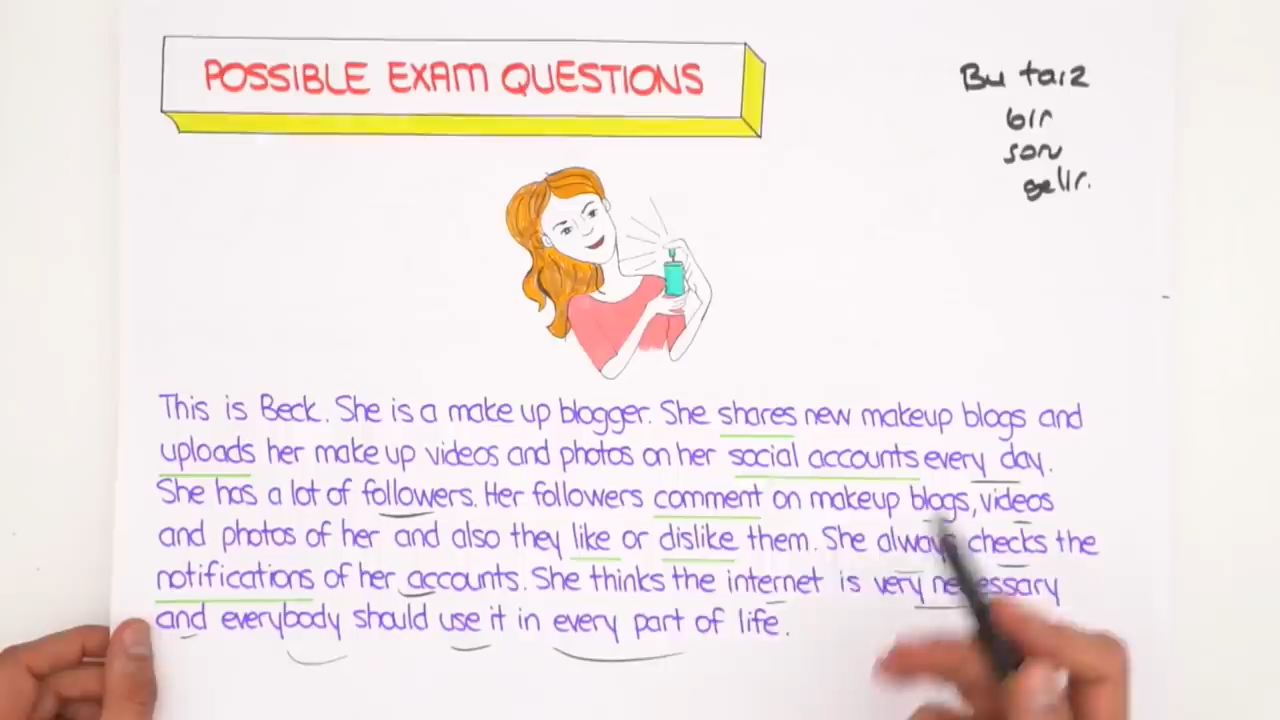 POSSIBLE EXAM QUESTIONS
Bu tarz
bir
soru
gelir.
This is Beck. She is a make up blogger. She shares new makeup blogs and
uploads her make up videos and photos on her social accounts every day.
She has a lot of followers. Her followers comment on makeup blogs, videos
and photos of her and also they like or dislike them. She always checks the
notifications of her accounts. She thinks the internet is very necessary
and everybody should use it in every part of life.